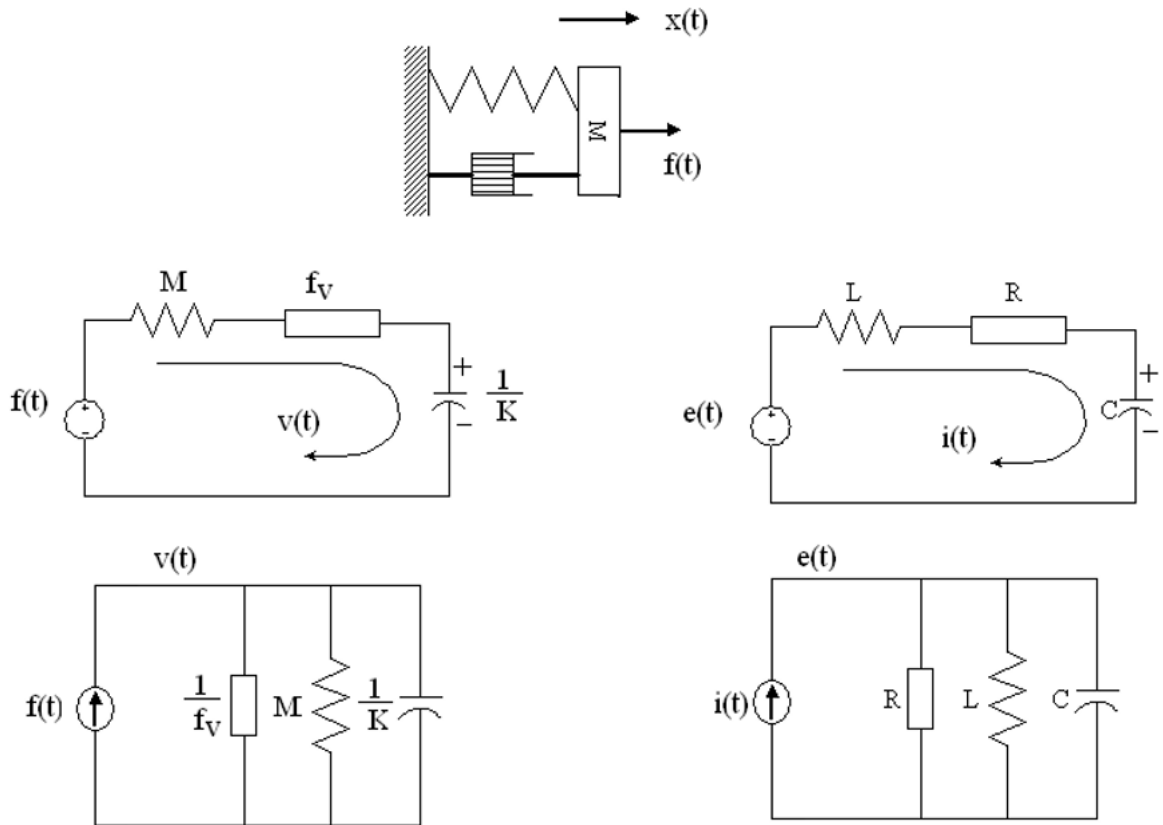 x(t)
M
f(t)
M
f_V
f(t)
+
-
v(t)
+
1/K
−
L
R
e(t)
+
-
i(t)
+
C
−
v(t)
f(t)
1/f_V
M
1/K
e(t)
i(t)
R
L
C